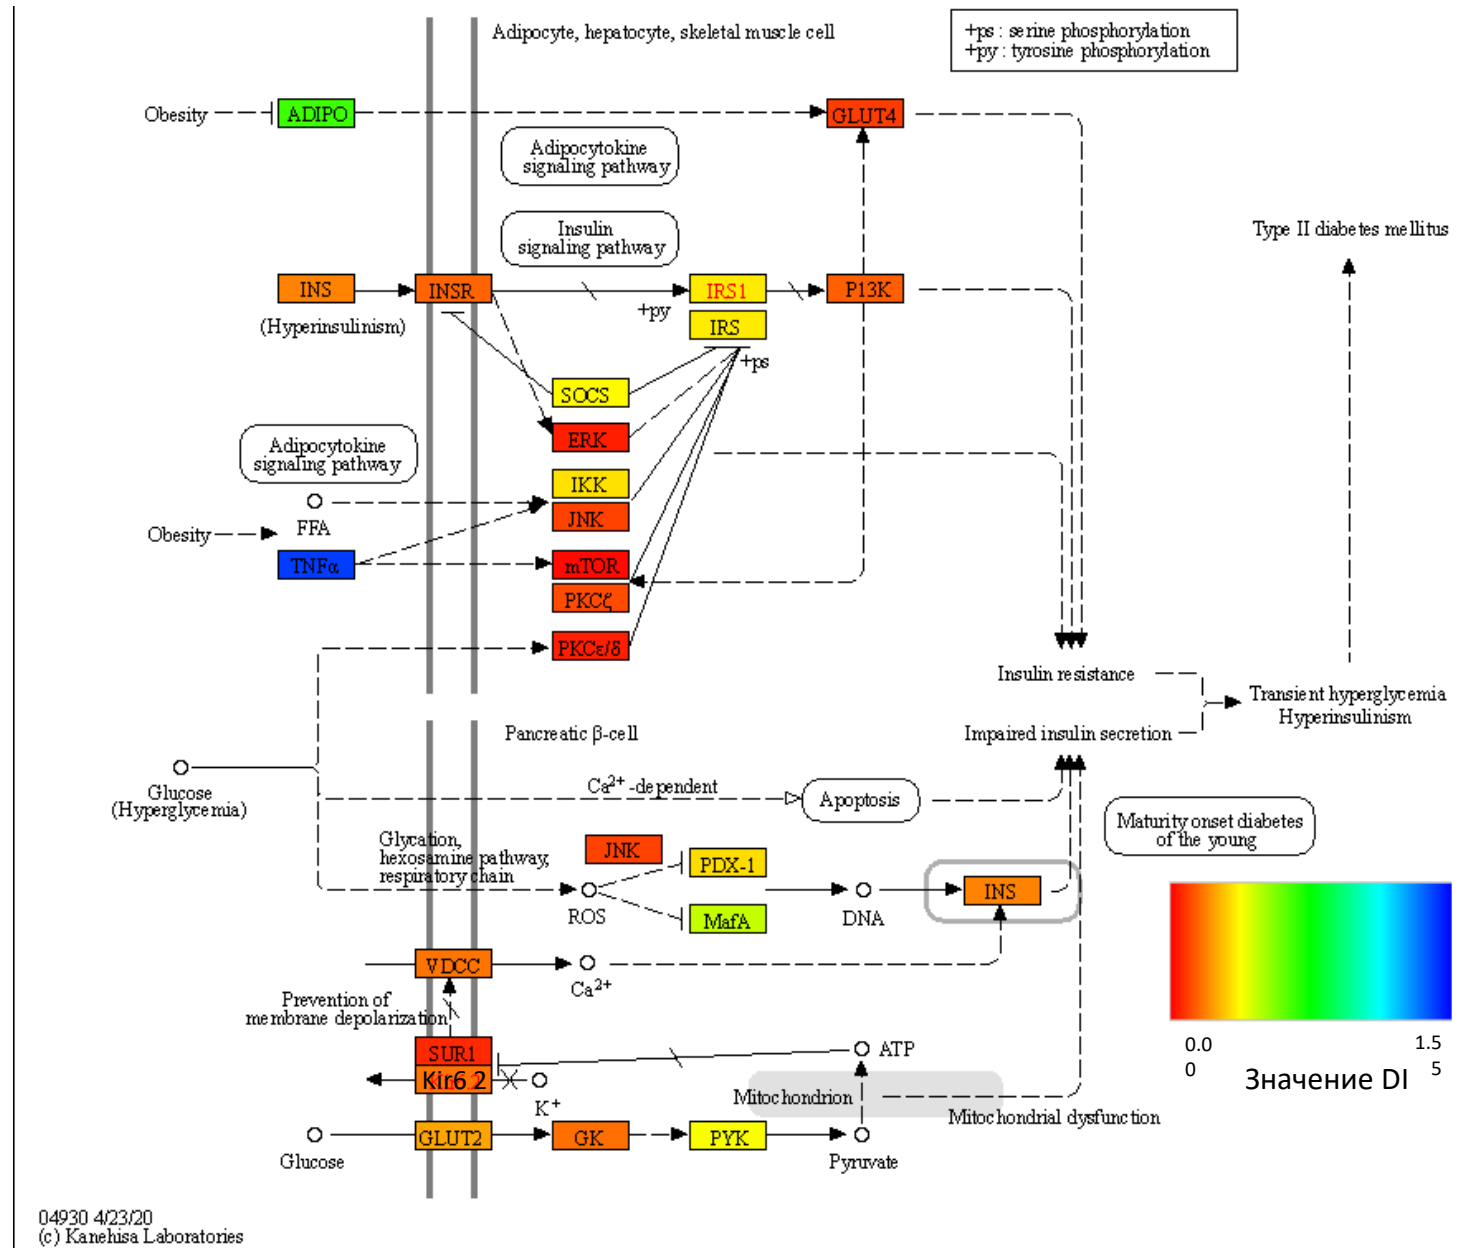 Adipocyte, hepatocyte, skeletal muscle cell
+ps : serine phosphorylation
+py : tyrosine phosphorylation
Obesity
ADIPO
GLUT4
Adipocytokine
signaling pathway
Insulin
signaling pathway
Type II diabetes mellitus
INS
INSR
IRS1
P13K
(Hyperinsulinism)
+py
IRS
+ps
SOCS
ERK
Adipocytokine
signaling pathway
IKK
FFA
JNK
Obesity
TNFα
mTOR
PKCζ
PKCε/δ
Insulin resistance
Transient hyperglycemia
Hyperinsulinism
Impaired insulin secretion
Pancreatic β-cell
Glucose
(Hyperglycemia)
Ca2+ -dependent
Apoptosis
Maturity onset diabetes
of the young
Glycation,
hexosamine pathway,
respiratory chain
JNK
PDX-1
ROS
MafA
DNA
INS
VDCC
Ca2+
Prevention of
membrane depolarization
SUR1
ATP
Kir6 2
K+
Mitochondrion
Mitochondrial dysfunction
GLUT2
GK
PYK
Glucose
Pyruvate
0.0
0
1.5
5
Значение DI
04930 4/23/20
(c) Kanehisa Laboratories